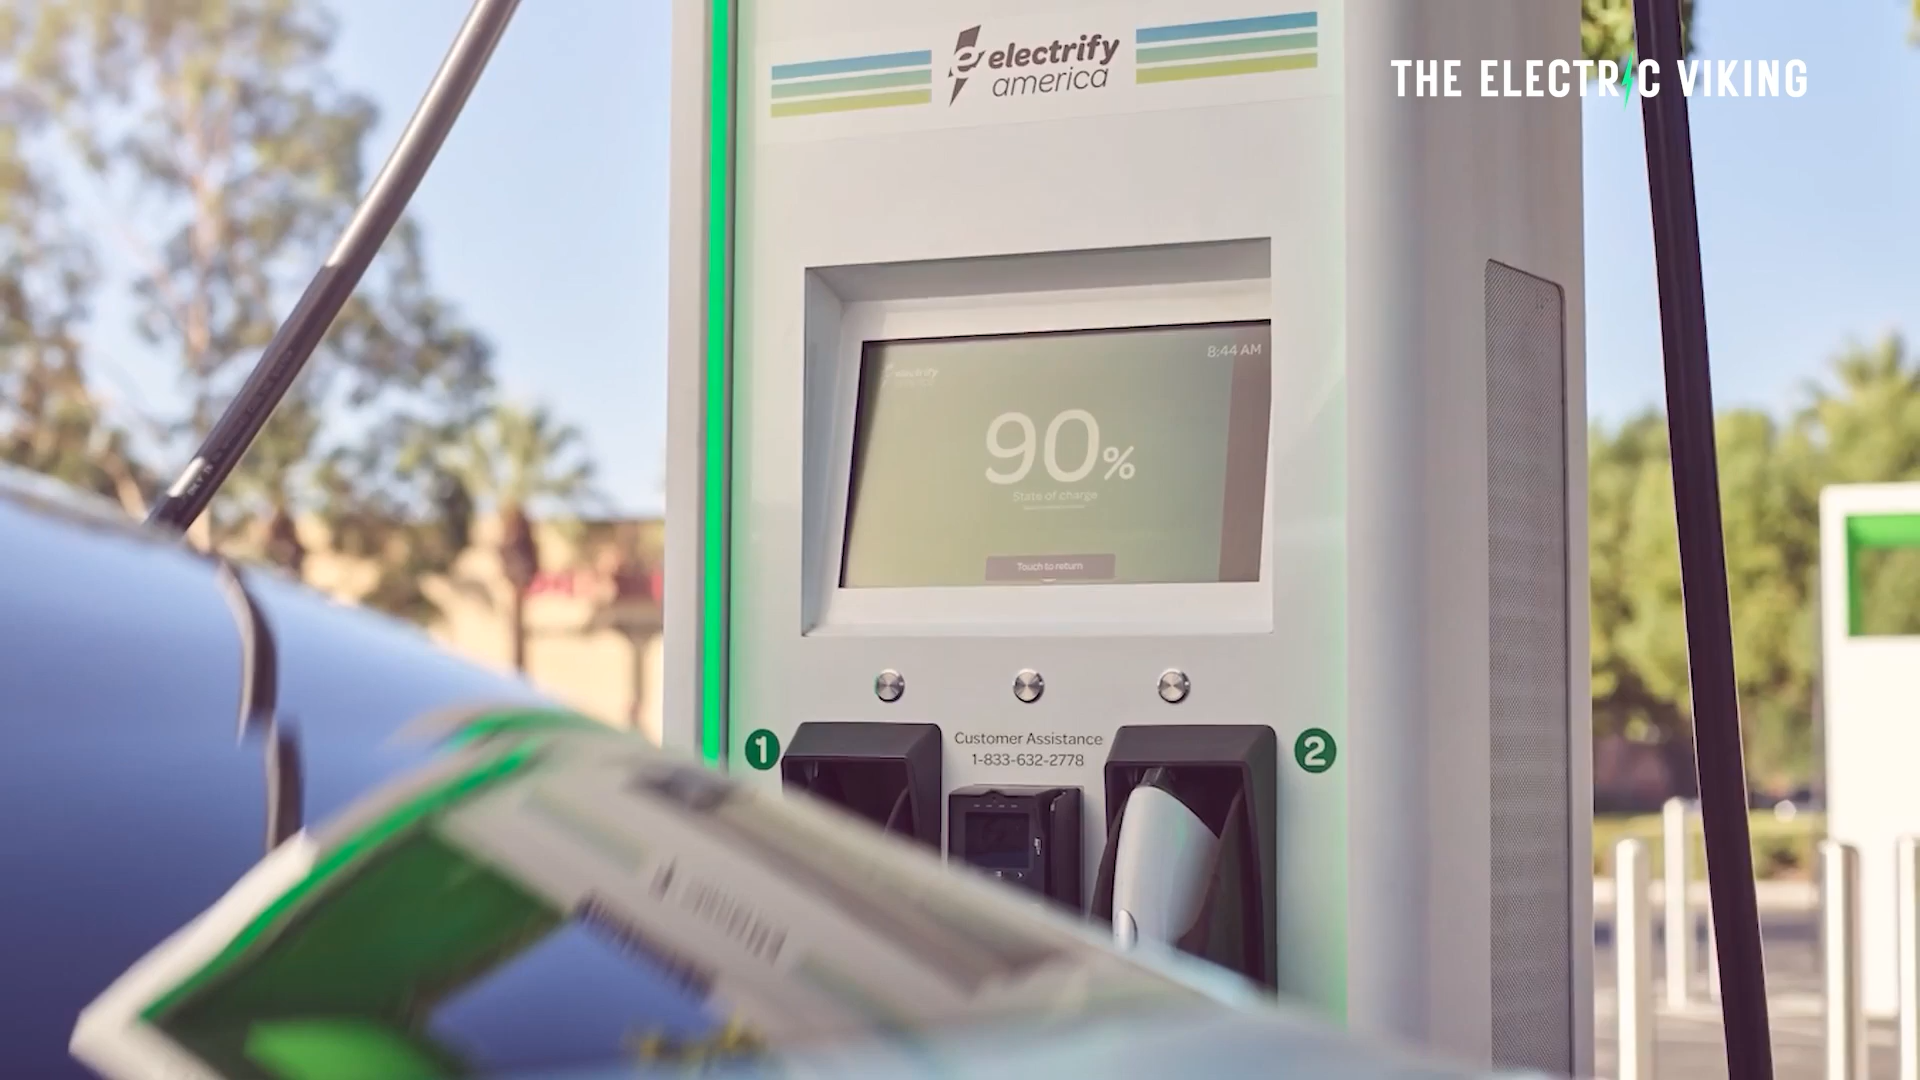 electrify
america
THE ELECTRIC VIKING
8:44 AM
electrify
90%
State of charge
Touch to return
1
Customer Assistance
1-833-632-2778
2